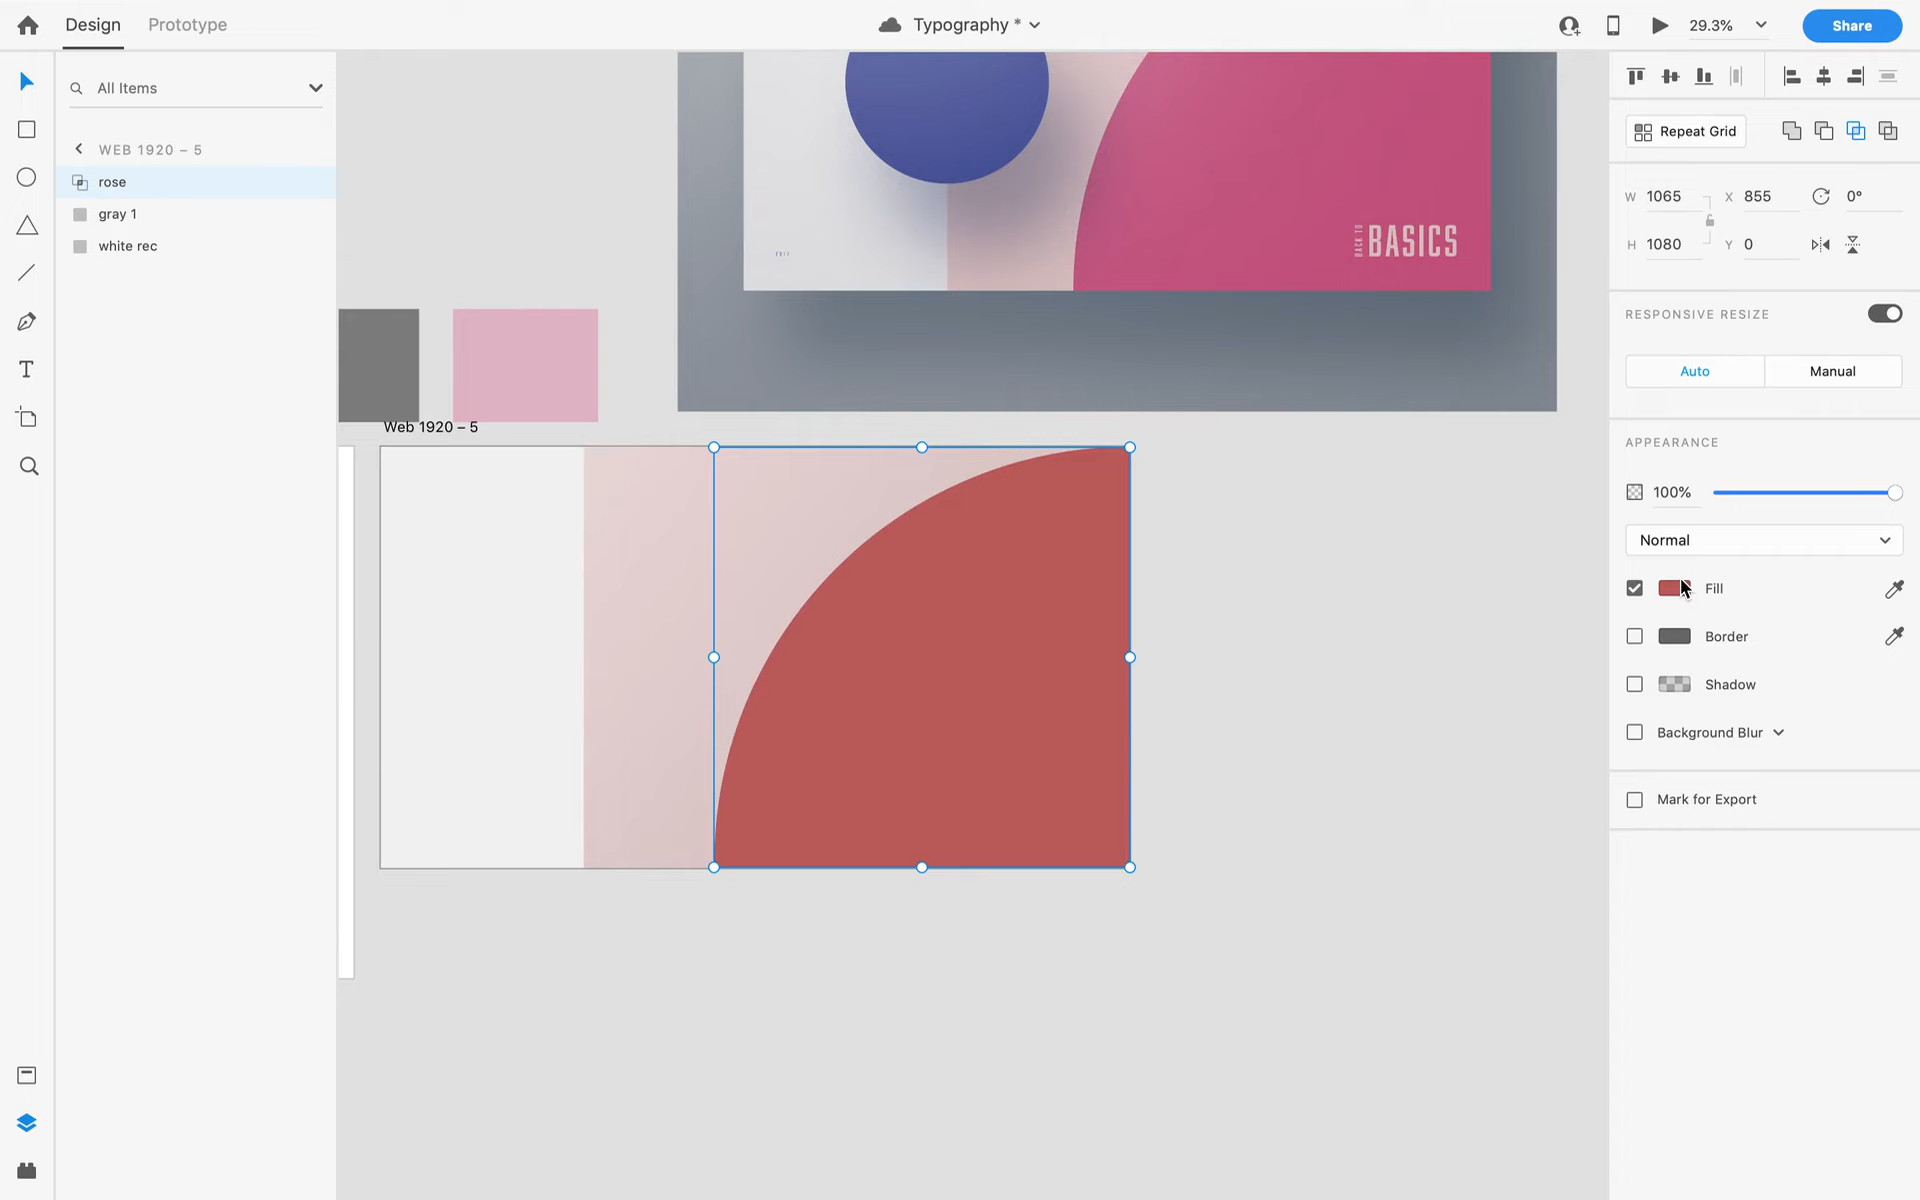 Design
Prototype
Typography *
29.3%
Share
All Items
WEB 1920 – 5
rose
gray 1
white rec
BACK TO
BASICS
Web 1920 – 5
Repeat Grid
W 1065
X 855
0°
H 1080
Y 0
RESPONSIVE RESIZE
Auto
Manual
APPEARANCE
100%
Normal
Fill
Border
Shadow
Background Blur
Mark for Export